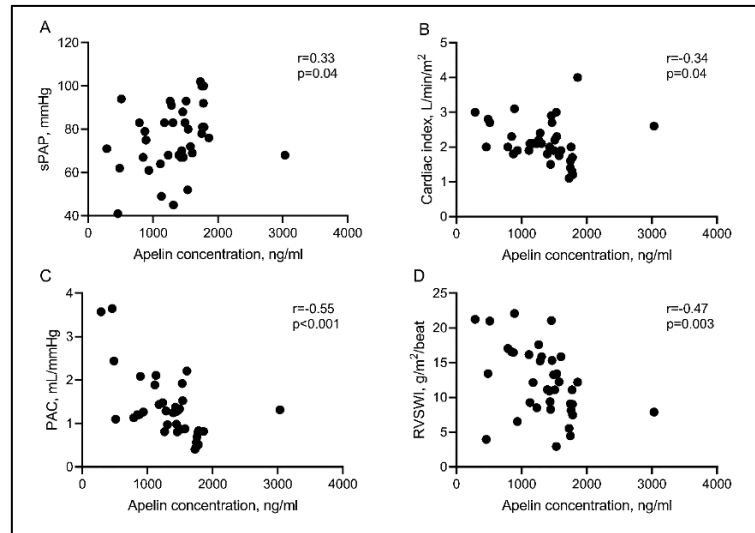 A
r=0.33
p=0.04
120
100
80
60
40
sPAP, mmHg
0 1000 2000 3000 4000
Apelin concentration, ng/ml
B
r=-0.34
p=0.04
5
4
3
2
1
0
Cardiac index, L/min/m²
0 1000 2000 3000 4000
Apelin concentration, ng/ml
C
r=-0.55
p<0.001
4
3
2
1
0
PAC, mL/mmHg
0 1000 2000 3000 4000
Apelin concentration, ng/ml
D
r=-0.47
p=0.003
25
20
15
10
5
0
RVSWI, g/m²/beat
0 1000 2000 3000 4000
Apelin concentration, ng/ml